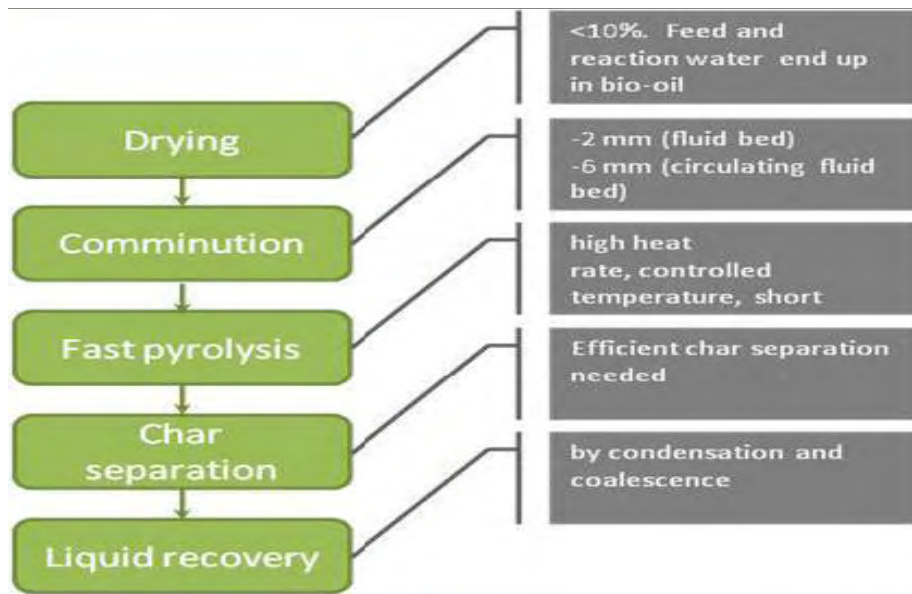 <10%. Feed and
reaction water end up
in bio-oil
Drying
-2 mm (fluid bed)
-6 mm (circulating fluid
bed)
Comminution
high heat
rate, controlled
temperature, short
Fast pyrolysis
Efficient char separation
needed
Char
separation
by condensation and
coalescence
Liquid recovery